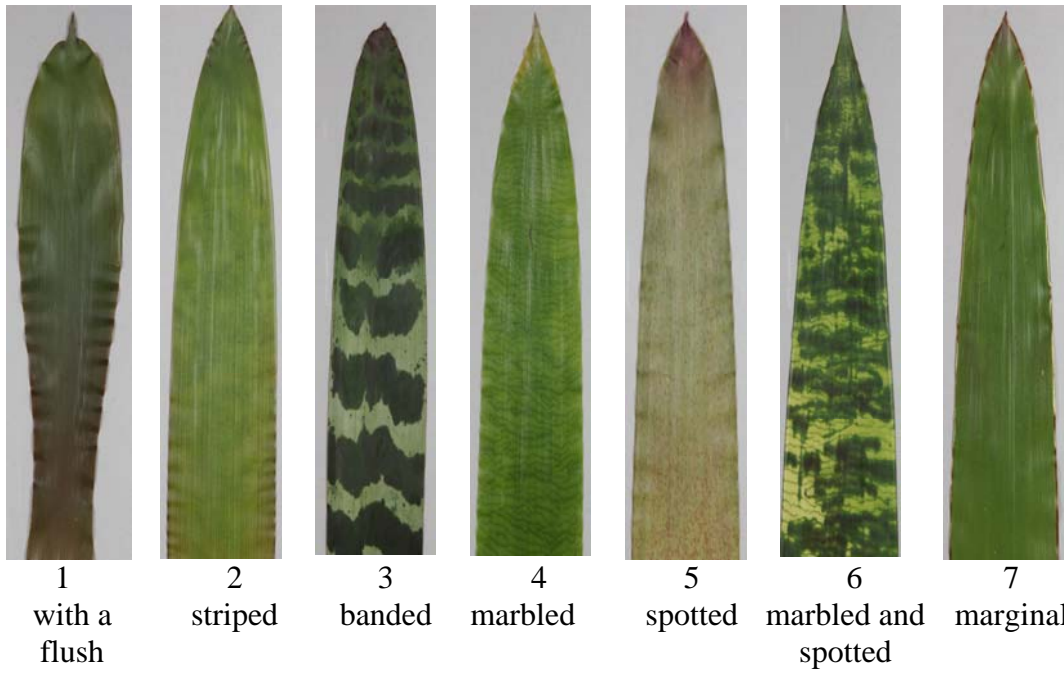 1 2 3 4 5 6 7
with a flush striped banded marbled spotted marbled and spotted marginal